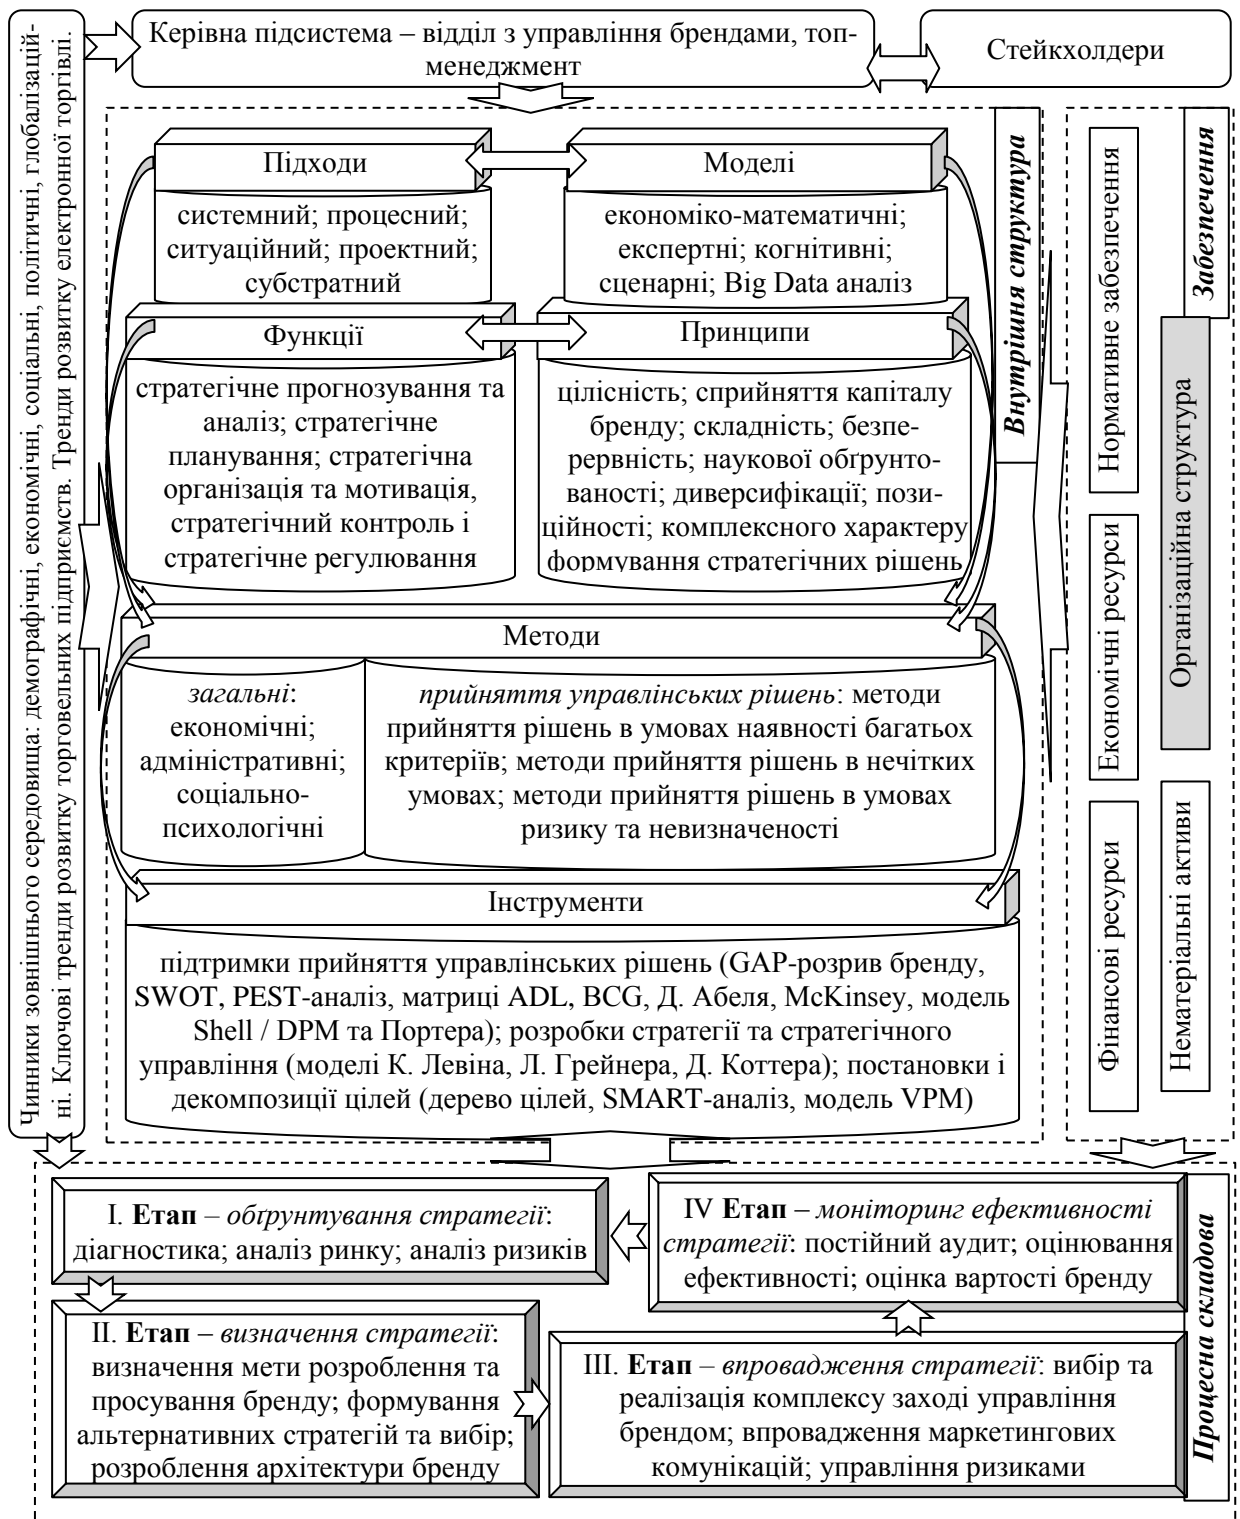 Керівна підсистема – відділ з управління брендами, топ-
менеджмент
Стейкхолдери
Чинники зовнішнього середовища: демографічні, економічні, соціальні, політичні, глобалізацій-
ні. Ключові тренди розвитку торговельних підприємств. Тренди розвитку електронної торгівлі.
Підходи
системний; процесний;
ситуаційний; проектний;
субстратний
Моделі
економіко-математичні;
експертні; когнітивні;
сценарні; Big Data аналіз
Функції
стратегічне прогнозування та
аналіз; стратегічне
планування; стратегічна
організація та мотивація,
стратегічний контроль і
стратегічне регулювання
Принципи
цілісність; сприйняття капіталу
бренду; складність; безпе-
рервність; наукової обґрунто-
ваності; диверсифікації; пози-
ційності; комплексного характеру
формування стратегічних рішень
Методи
загальні:
економічні;
адміністративні;
соціально-
психологічні
прийняття управлінських рішень: методи
прийняття рішень в умовах наявності багатьох
критеріїв; методи прийняття рішень в нечітких
умовах; методи прийняття рішень в умовах
ризику та невизначеності
Інструменти
підтримки прийняття управлінських рішень (GAP-розрив бренду,
SWOT, PEST-аналіз, матриці ADL, BCG, Д. Абеля, McKinsey, модель
Shell / DPM та Портера); розробки стратегії та стратегічного
управління (моделі К. Левіна, Л. Грейнера, Д. Коттера); постановки і
декомпозиції цілей (дерево цілей, SMART-аналіз, модель VPM)
Внутрішня структура
Забезпечення
Нормативне забезпечення
Економічні ресурси
Фінансові ресурси
Організаційна структура
Нематеріальні активи
I. Етап – обґрунтування стратегії:
діагностика; аналіз ринку; аналіз ризиків
II. Етап – визначення стратегії:
визначення мети розроблення та
просування бренду; формування
альтернативних стратегій та вибір;
розроблення архітектури бренду
III. Етап – впровадження стратегії: вибір та
реалізація комплексу заході управління
брендом; впровадження маркетингових
комунікацій; управління ризиками
IV Етап – моніторинг ефективності
стратегії: постійний аудит; оцінювання
ефективності; оцінка вартості бренду
Процесна складова